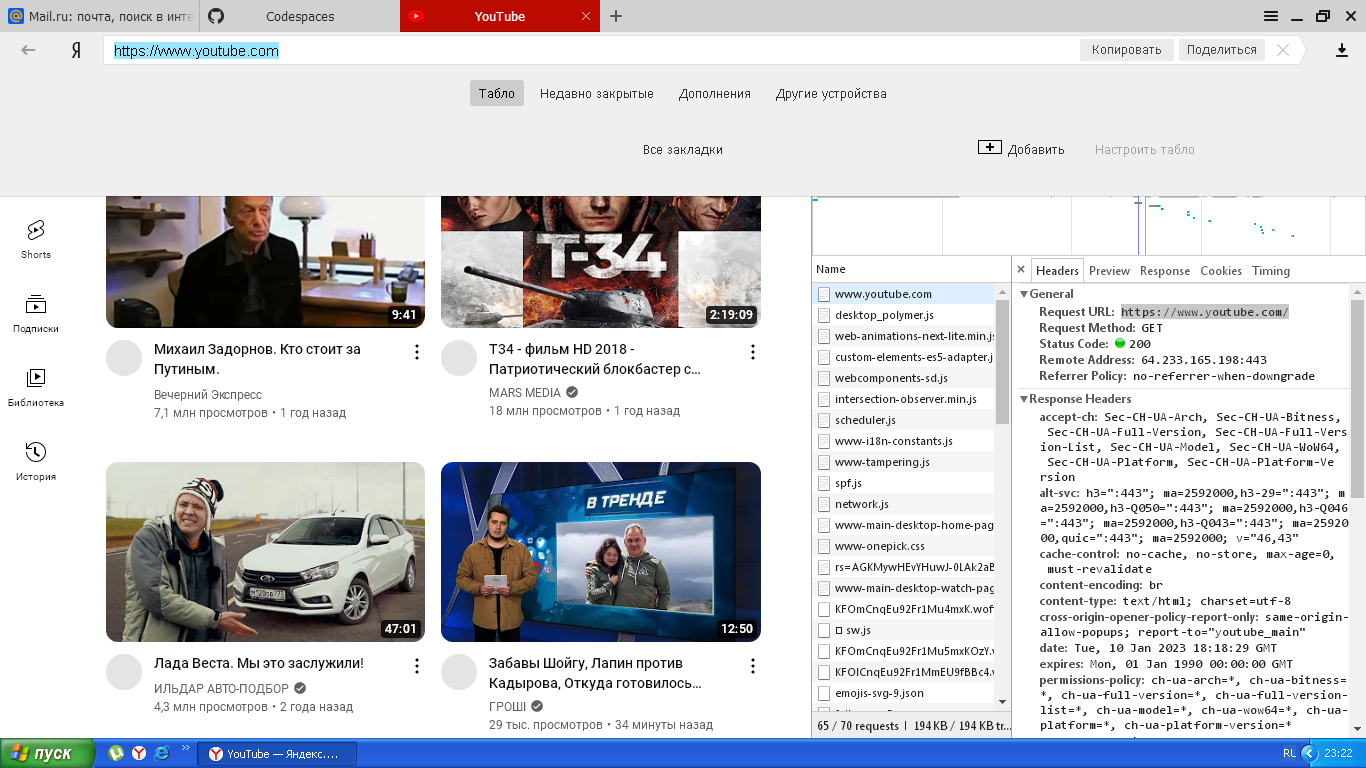 Mail.ru: почта, поиск в инте
Codespaces
YouTube
https://www.youtube.com
Копировать
Поделиться
Табло
Недавно закрытые
Дополнения
Другие устройства
Все закладки
Добавить
Настроить табло
Shorts
Подписки
Библиотека
История
9:41
Михаил Задорнов. Кто стоит за
Путиным.
Вечерний Экспресс
7,1 млн просмотров • 1 год назад
Т-34
2:19:09
Т34 - фильм HD 2018 -
Патриотический блокбастер с...
MARS MEDIA
18 млн просмотров • 1 год назад
47:01
Лада Веста. Мы это заслужили!
ИЛЬДАР АВТО-ПОДБОР
4,3 млн просмотров • 2 года назад
В ТРЕНДЕ
12:50
Забавы Шойгу, Лапин против
Кадырова, Откуда готовилось...
ГРОШІ
29 тыс. просмотров • 34 минуты назад
Name
www.youtube.com
desktop_polymer.js
web-animations-next-lite.min.js
custom-elements-es5-adapter.j
webcomponents-sd.js
intersection-observer.min.js
scheduler.js
www-i18n-constants.js
www-tampering.js
spf.js
network.js
www-main-desktop-home-pag
www-onepick.css
rs=AGKMywHEvYHuwJ-0LAk2aB
www-main-desktop-watch-pag
KFOmCnqEu92Fr1Mu4mxK.wof
sw.js
KFOmCnqEu92Fr1Mu5mxKOzY.w
KFOlCnqEu92Fr1MmEU9fBBc4.w
emojis-svg-9.json
65 / 70 requests | 194 KB / 194 KB tr...
Headers
Preview
Response
Cookies
Timing
General
Request URL: https://www.youtube.com/
Request Method: GET
Status Code: 200
Remote Address: 64.233.165.198:443
Referrer Policy: no-referrer-when-downgrade
Response Headers
accept-ch: Sec-CH-UA-Arch, Sec-CH-UA-Bitness,
Sec-CH-UA-Full-Version, Sec-CH-UA-Full-Vers
ion-List, Sec-CH-UA-Model, Sec-CH-UA-WoW64,
Sec-CH-UA-Platform, Sec-CH-UA-Platform-Ve
rsion
alt-svc: h3=":443"; ma=2592000,h3-29=":443"; m
a=2592000,h3-Q050=":443"; ma=2592000,h3-Q046
=":443"; ma=2592000,h3-Q043=":443"; ma=25920
00,quic=":443"; ma=2592000; v="46,43"
cache-control: no-cache, no-store, max-age=0,
must-revalidate
content-encoding: br
content-type: text/html; charset=utf-8
cross-origin-opener-policy-report-only: same-origin-
allow-popups; report-to="youtube_main"
date: Tue, 10 Jan 2023 18:18:29 GMT
expires: Mon, 01 Jan 1990 00:00:00 GMT
permissions-policy: ch-ua-arch=*, ch-ua-bitness=
*, ch-ua-full-version=*, ch-ua-full-version-
list=*, ch-ua-model=*, ch-ua-wow64=*, ch-ua-
platform=*, ch-ua-platform-version=*
пуск
YouTube — Яндекс....
RU
23:22